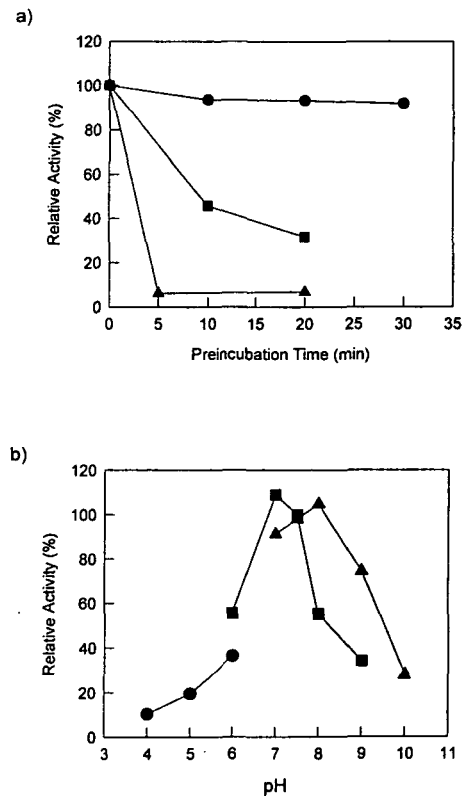 a)
120
100
80
60
40
20
0
Relative Activity (%)
0 5 10 15 20 25 30 35
Preincubation Time (min)
b)
120
100
80
60
40
20
0
Relative Activity (%)
3 4 5 6 7 8 9 10 11
pH